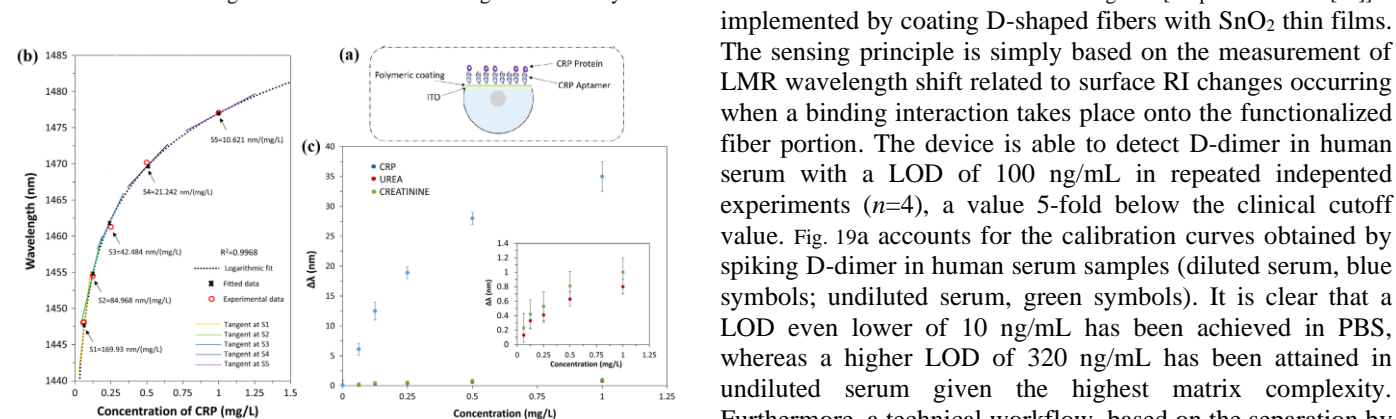 (b)
1485
1480
1475
1470
1465
1460
1455
1450
1445
1440
Wavelength (nm)
S5=10.621 nm/(mg/L)
S4=21.242 nm/(mg/L)
S3=42.484 nm/(mg/L)
S2=84.968 nm/(mg/L)
S1=169.93 nm/(mg/L)
R²=0.9968
Logarithmic fit
Fitted data
Experimental data
Tangent at S1
Tangent at S2
Tangent at S3
Tangent at S4
Tangent at S5
0 0.25 0.5 0.75 1 1.25 1.5
Concentration of CRP (mg/L)
(a)
Polymeric coating
ITO
CRP Protein
CRP Aptamer
(c)
40
35
30
25
20
15
10
5
0
Δλ (nm)
CRP
UREA
CREATININE
1.4
1.2
1
0.8
0.6
0.4
0.2
0
Δλ (nm)
0 0.25 0.5 0.75 1 1.25
Concentration (mg/L)
0 0.25 0.5 0.75 1 1.25
Concentration (mg/L)
implemented by coating D-shaped fibers with SnO₂ thin films.
The sensing principle is simply based on the measurement of
LMR wavelength shift related to surface RI changes occurring
when a binding interaction takes place onto the functionalized
fiber portion. The device is able to detect D-dimer in human
serum with a LOD of 100 ng/mL in repeated indepented
experiments (n=4), a value 5-fold below the clinical cutoff
value. Fig. 19a accounts for the calibration curves obtained by
spiking D-dimer in human serum samples (diluted serum, blue
symbols; undiluted serum, green symbols). It is clear that a
LOD even lower of 10 ng/mL has been achieved in PBS,
whereas a higher LOD of 320 ng/mL has been attained in
undiluted serum given the highest matrix complexity.
Furthermore, a technical workflow, based on the separation by